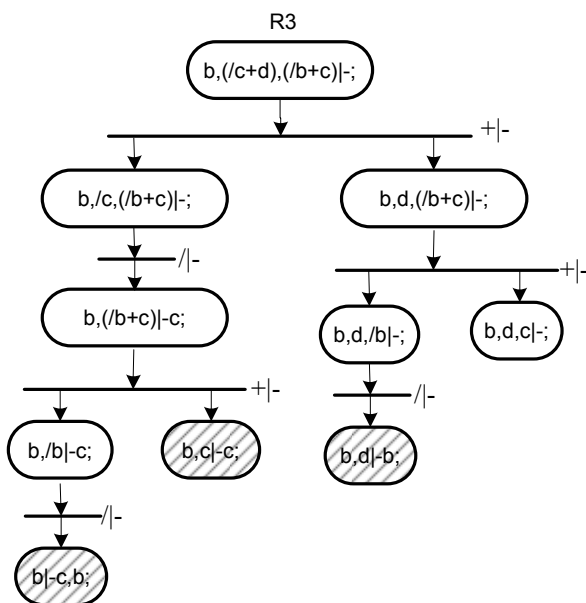 R3
b,(/c+d),(/b+c)|-;
+|-
b,/c,(/b+c)|-;
b,d,(/b+c)|-;
/|-
+|-
b,(/b+c)|-c;
b,d,/b|-;
b,d,c|-;
+|-
/|-
b,/b|-c;
b,c|-c;
b,d|-b;
/|-
b|-c,b;